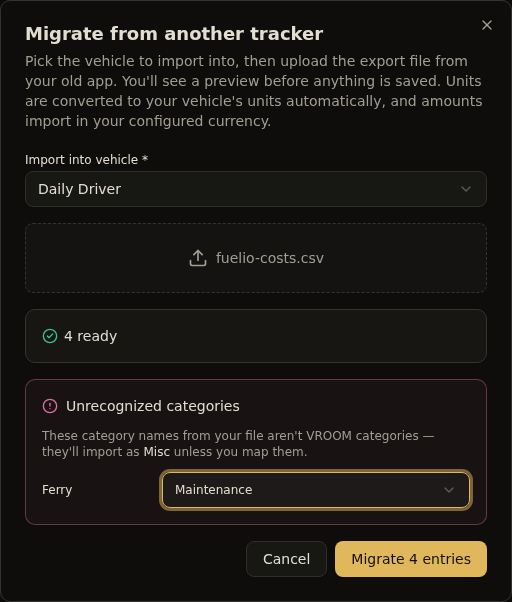 Migrate from another tracker
Pick the vehicle to import into, then upload the export file from
your old app. You'll see a preview before anything is saved. Units
are converted to your vehicle's units automatically, and amounts
import in your configured currency.
Import into vehicle *
Daily Driver
fuelio-costs.csv
4 ready
Unrecognized categories
These category names from your file aren't VROOM categories —
they'll import as Misc unless you map them.
Ferry
Maintenance
Cancel
Migrate 4 entries